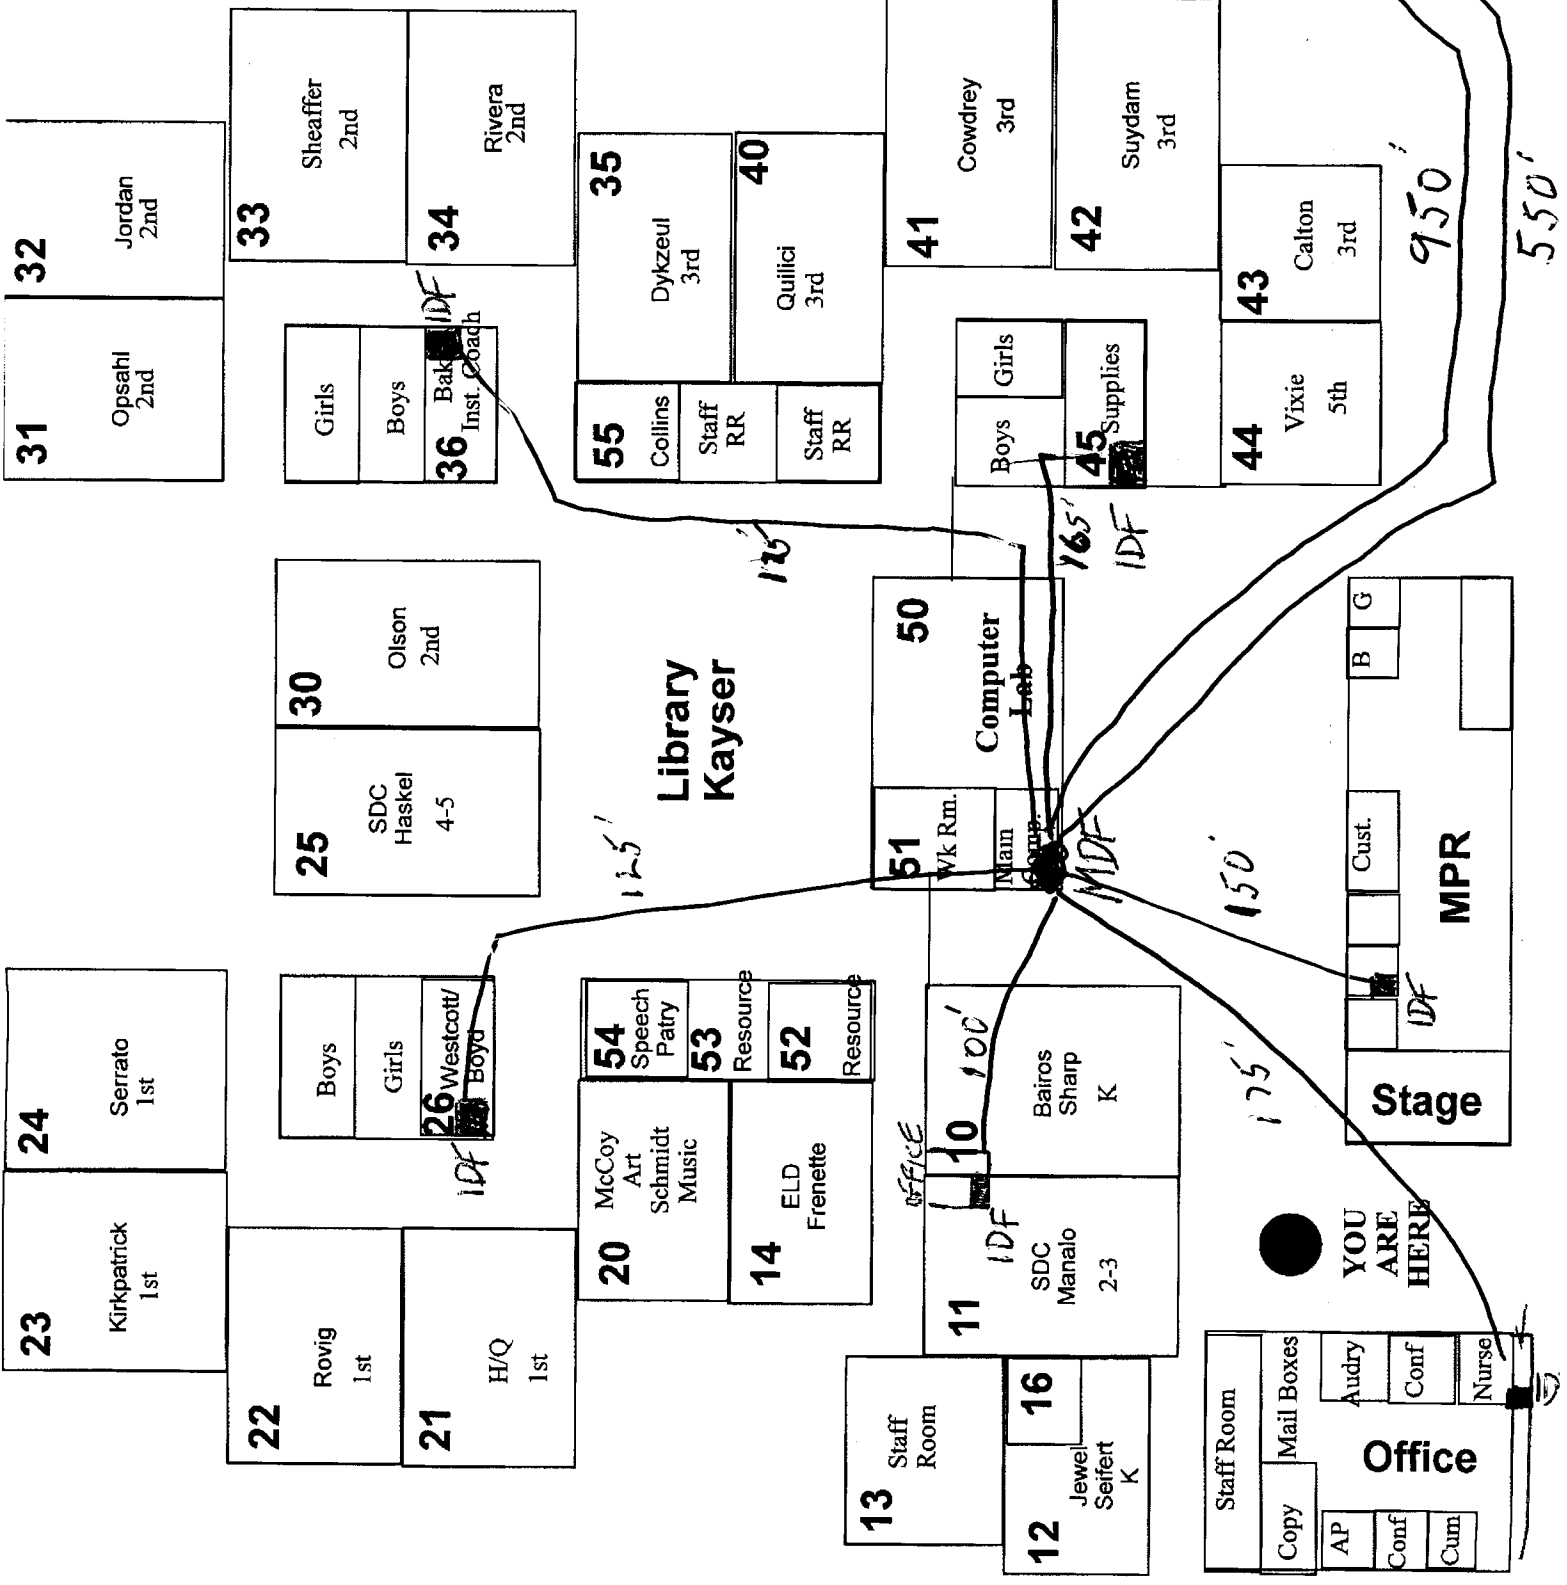 23
Kirkpatrick
1st
24
Serrato
1st
31
Opsahl
2nd
32
Jordan
2nd
22
Rovig
1st
21
H/Q
1st
Boys
Girls
26 Westcott/
Boyd
IDF
25
SDC
Haskel
4-5
30
Olson
2nd
Girls
Boys
36
Inst. Coach
IDF
33
Sheaffer
2nd
34
Rivera
2nd
20
McCoy
Art
Schmidt
Music
14
ELD
Frenette
54
Speech
Patry
53
Resource
52
Resource
125'
Library
Kayser
55
Collins
Staff
RR
Staff
RR
35
Dykzeul
3rd
40
Quilici
3rd
13
Staff
Room
12
16
Jewel
Seifert
K
11
SDC
Manalo
2-3
OFFICE
IDF
10
Bairos
Sharp
K
100'
51
Wk Rm.
Main
Comp.
MDF
50
Computer
Lab
165'
IDF
Boys
Girls
45
Supplies
41
Cowdrey
3rd
42
Suydam
3rd
44
Vixie
5th
43
Calton
3rd
Staff Room
Copy
Mail Boxes
AP
Conf
Cum
Office
Audry
Conf
Nurse
YOU
ARE
HERE
175'
150'
Stage
IDF
Cust.
B
G
MPR
950'
550'